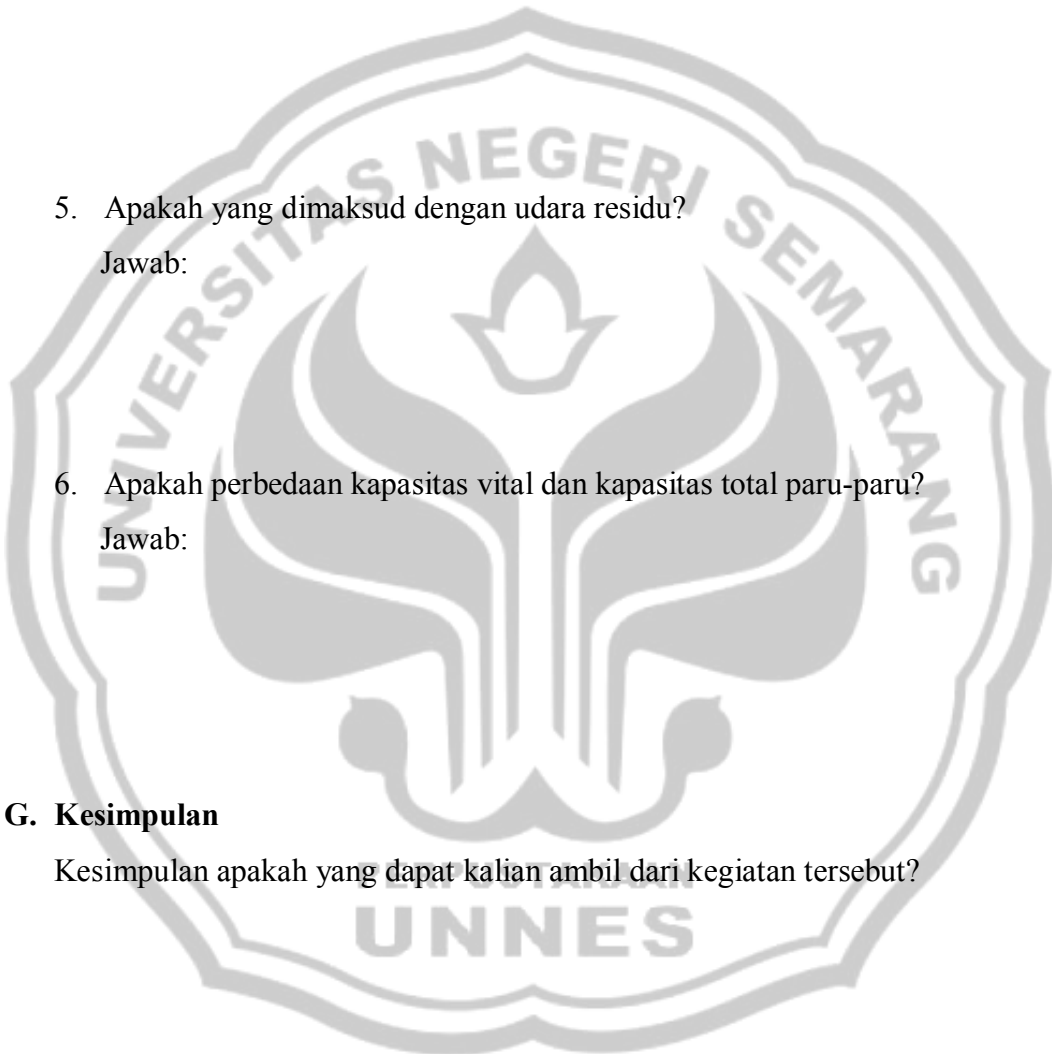 UNIVERSITAS NEGERI SEMARANG
5. Apakah yang dimaksud dengan udara residu?
Jawab:
6. Apakah perbedaan kapasitas vital dan kapasitas total paru-paru?
Jawab:
G. Kesimpulan
Kesimpulan apakah yang dapat kalian ambil dari kegiatan tersebut?
PERPUSTAKAAN
UNNES